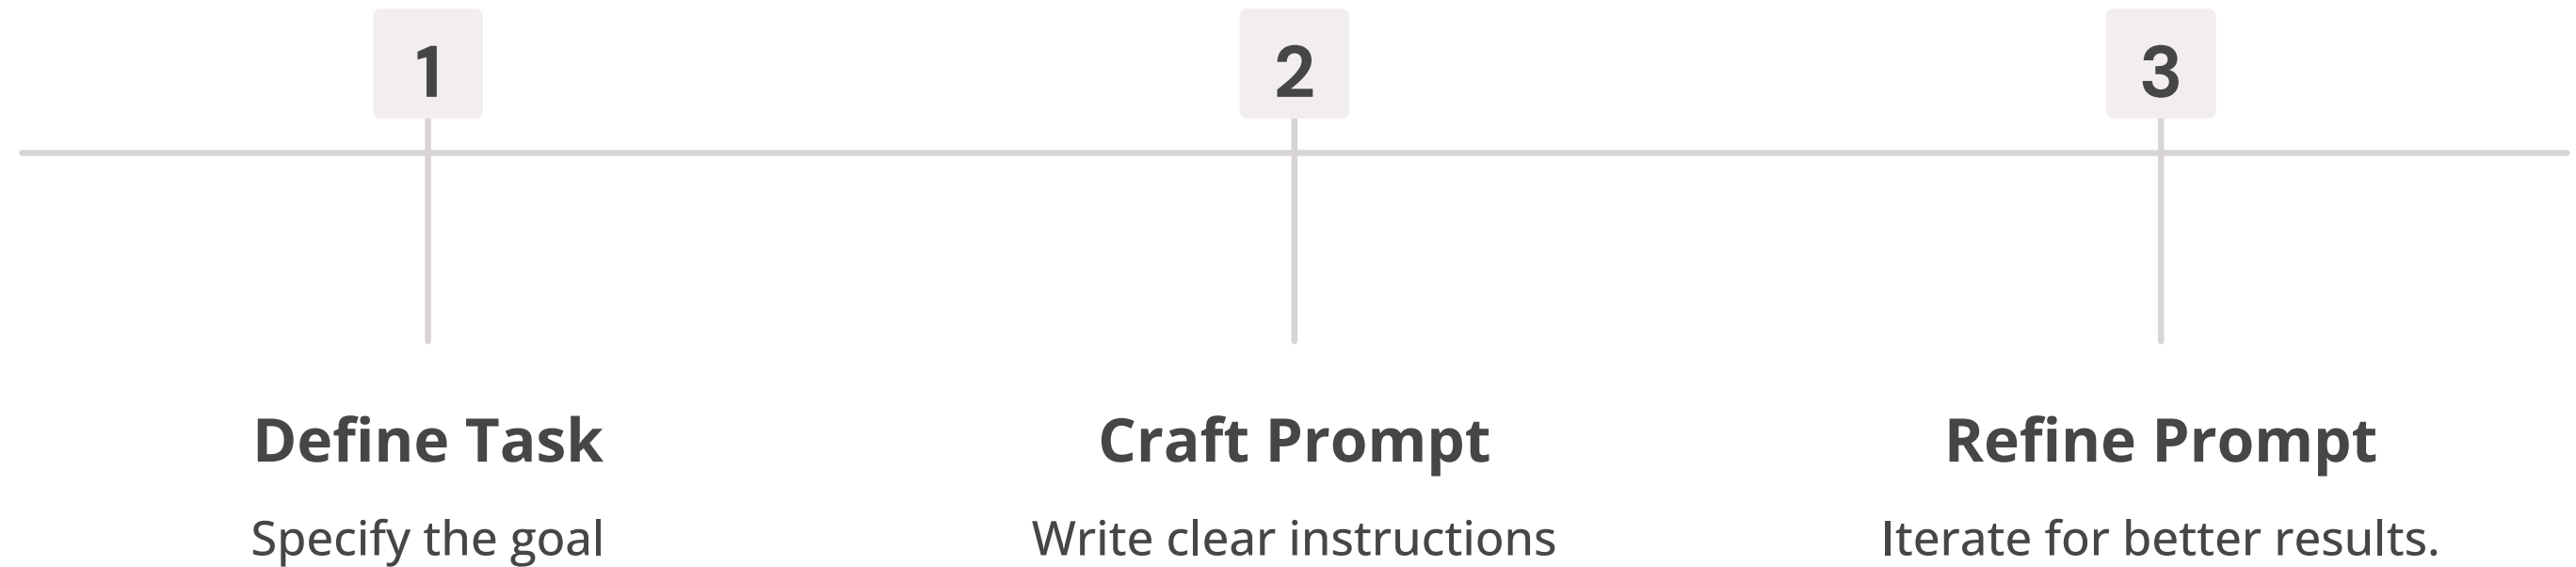 1
2
3
Define Task
Specify the goal
Craft Prompt
Write clear instructions
Refine Prompt
Iterate for better results.